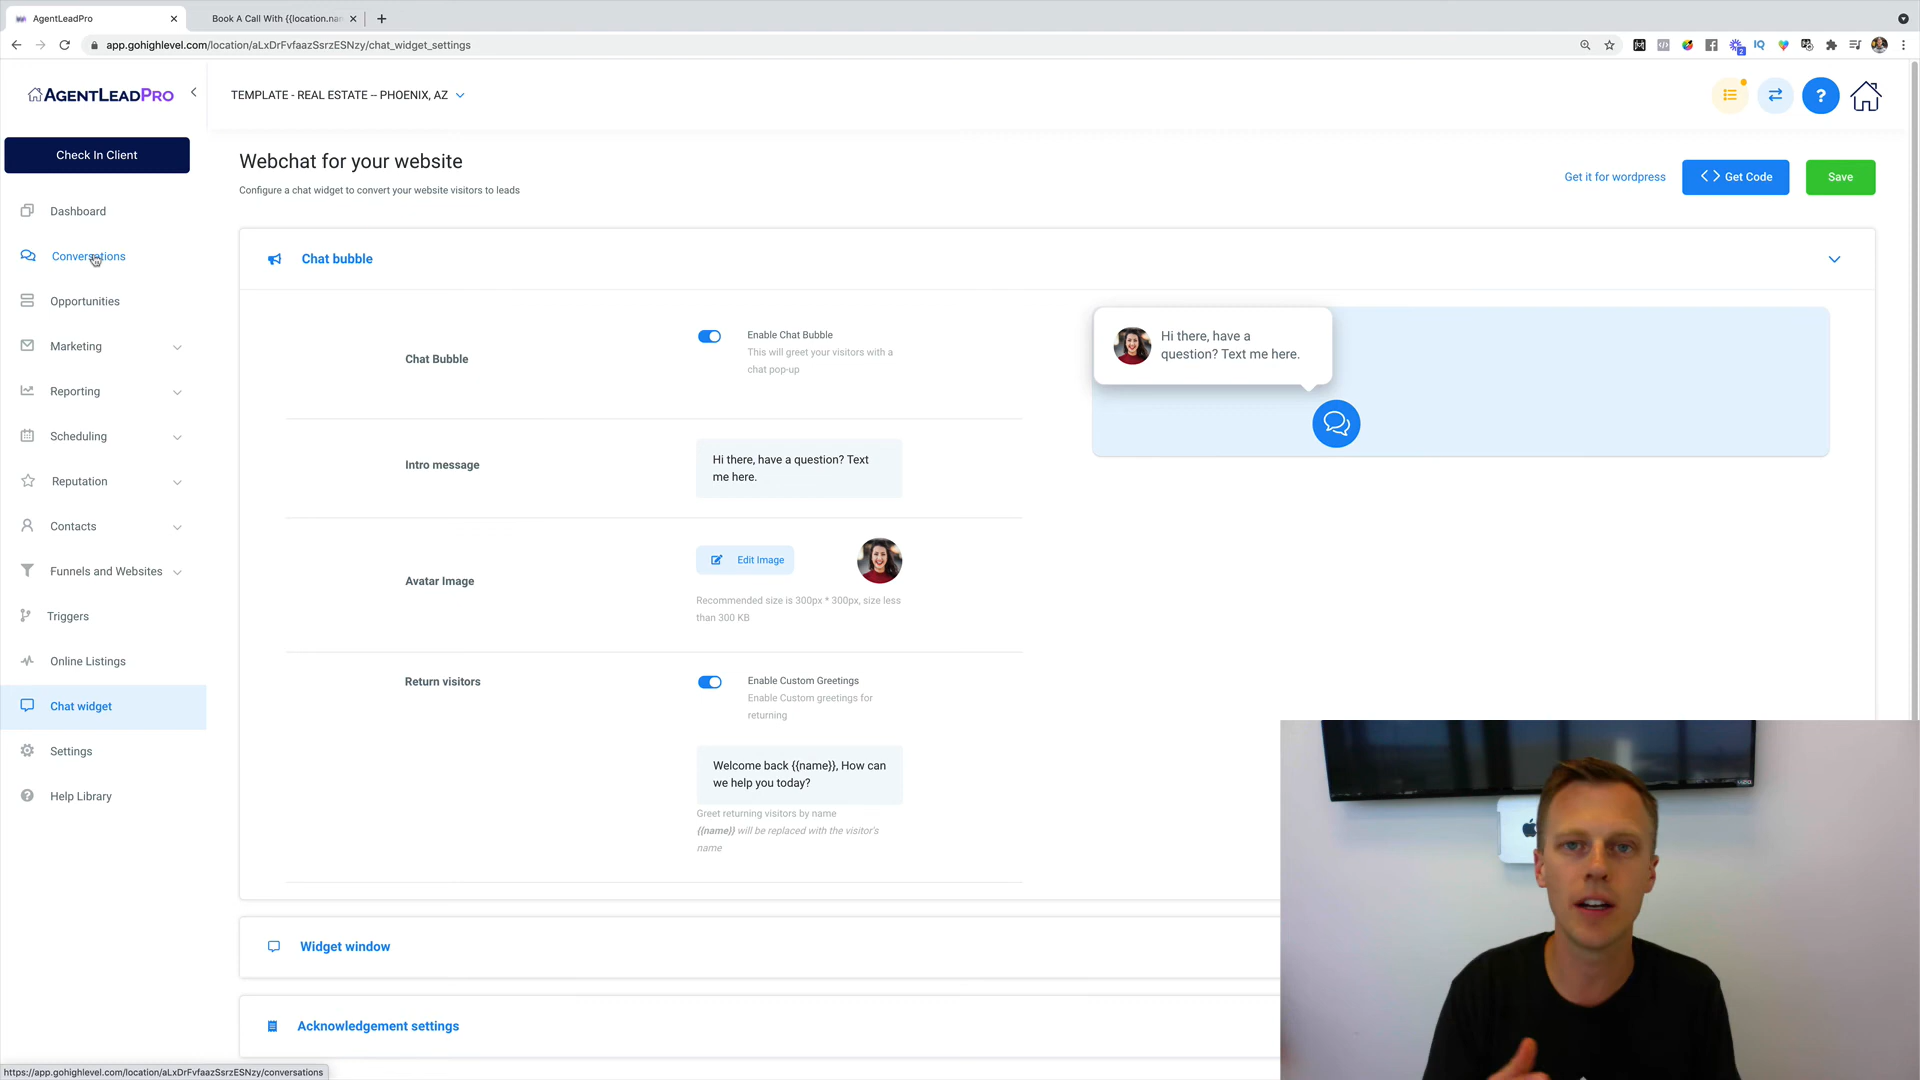 AgentLeadPro
Book A Call With {{location.nam
app.gohighlevel.com/location/aLxDrFvfaazSsrzESNzy/chat_widget_settings
IQ
2
AGENTLEADPRO
TEMPLATE - REAL ESTATE -- PHOENIX, AZ
?
Check In Client
Webchat for your website
Configure a chat widget to convert your website visitors to leads
Get it for wordpress
<> Get Code
Save
Dashboard
Conversations
Opportunities
Marketing
Reporting
Scheduling
Reputation
Contacts
Funnels and Websites
Triggers
Online Listings
Chat widget
Settings
Help Library
Chat bubble
Chat Bubble
Enable Chat Bubble
This will greet your visitors with a
chat pop-up
Hi there, have a
question? Text me here.
Intro message
Hi there, have a question? Text
me here.
Avatar Image
Edit Image
Recommended size is 300px * 300px, size less
than 300 KB
Return visitors
Enable Custom Greetings
Enable Custom greetings for
returning
Welcome back {{name}}, How can
we help you today?
Greet returning visitors by name
{{name}} will be replaced with the visitor's
name
Widget window
Acknowledgement settings
https://app.gohighlevel.com/location/aLxDrFvfaazSsrzESNzy/conversations